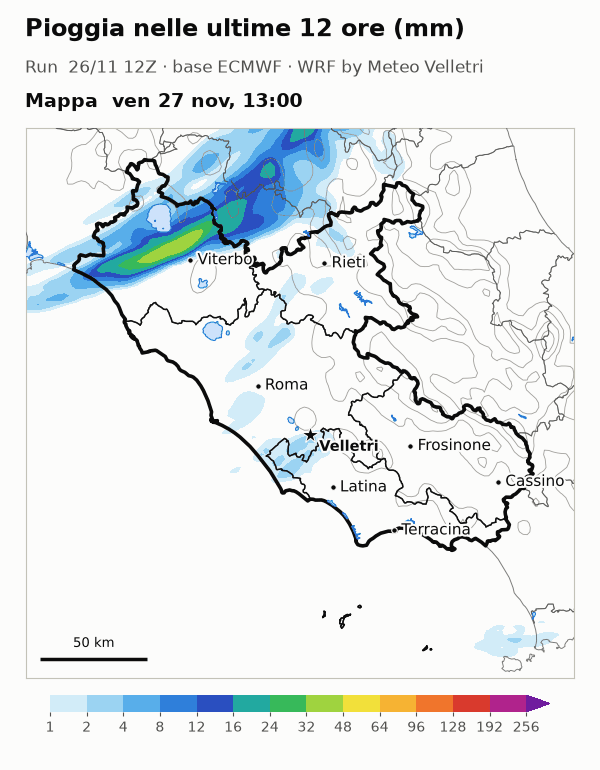 Pioggia nelle ultime 12 ore (mm)
Run 26/11 12Z · base ECMWF · WRF by Meteo Velletri
Mappa ven 27 nov, 13:00
Viterbo
Rieti
Roma
Velletri
Frosinone
Latina
Cassino
Terracina
50 km
1 2 4 8 12 16 24 32 48 64 96 128 192 256